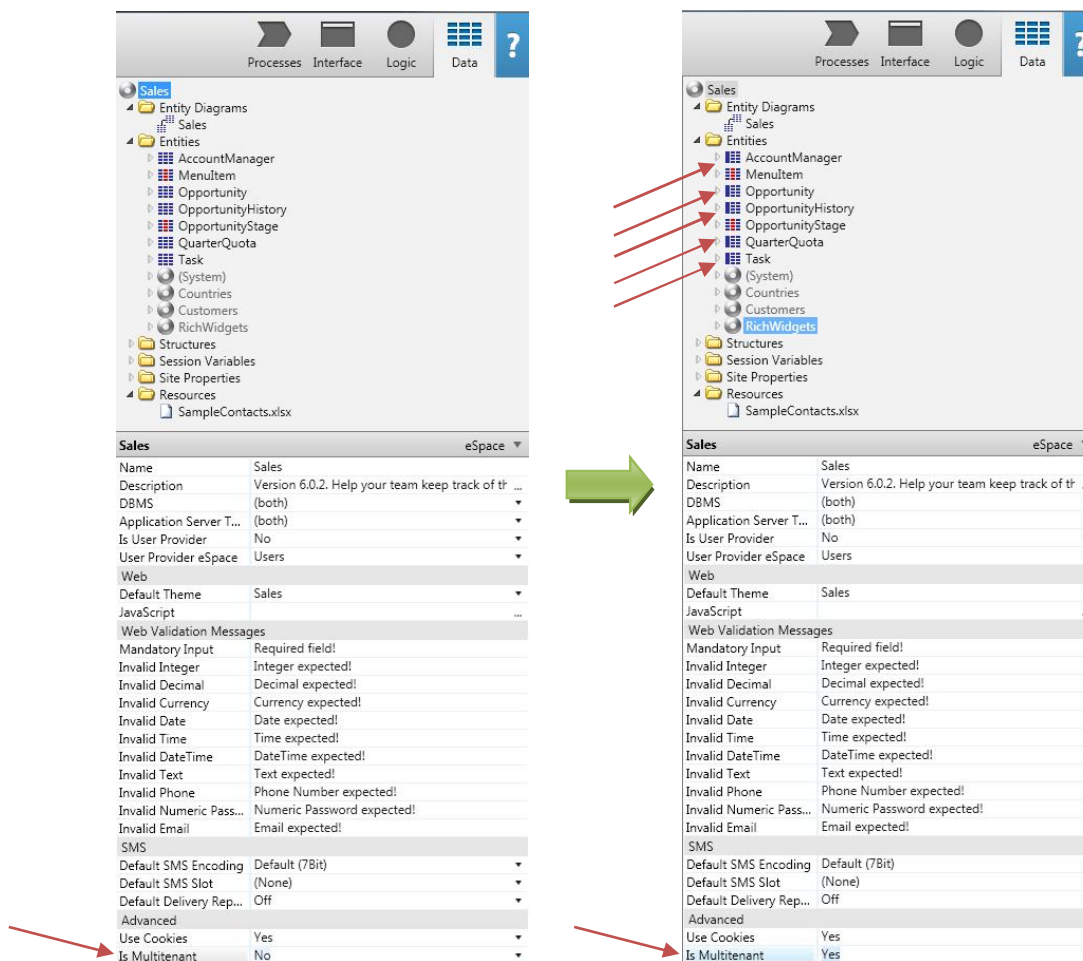 Processes Interface Logic Data ?
Sales
Entity Diagrams
Sales
Entities
AccountManager
MenuItem
Opportunity
OpportunityHistory
OpportunityStage
QuarterQuota
Task
(System)
Countries
Customers
RichWidgets
Structures
Session Variables
Site Properties
Resources
SampleContacts.xlsx
Sales eSpace
Name Sales
Description Version 6.0.2. Help your team keep track of th ...
DBMS (both)
Application Server T... (both)
Is User Provider No
User Provider eSpace Users
Web
Default Theme Sales
JavaScript ...
Web Validation Messages
Mandatory Input Required field!
Invalid Integer Integer expected!
Invalid Decimal Decimal expected!
Invalid Currency Currency expected!
Invalid Date Date expected!
Invalid Time Time expected!
Invalid DateTime DateTime expected!
Invalid Text Text expected!
Invalid Phone Phone Number expected!
Invalid Numeric Pass... Numeric Password expected!
Invalid Email Email expected!
SMS
Default SMS Encoding Default (7Bit)
Default SMS Slot (None)
Default Delivery Rep... Off
Advanced
Use Cookies Yes
Is Multitenant No
Processes Interface Logic Data ?
Sales
Entity Diagrams
Sales
Entities
AccountManager
MenuItem
Opportunity
OpportunityHistory
OpportunityStage
QuarterQuota
Task
(System)
Countries
Customers
RichWidgets
Structures
Session Variables
Site Properties
Resources
SampleContacts.xlsx
Sales eSpace
Name Sales
Description Version 6.0.2. Help your team keep track of th
DBMS (both)
Application Server T... (both)
Is User Provider No
User Provider eSpace Users
Web
Default Theme Sales
JavaScript
Web Validation Messages
Mandatory Input Required field!
Invalid Integer Integer expected!
Invalid Decimal Decimal expected!
Invalid Currency Currency expected!
Invalid Date Date expected!
Invalid Time Time expected!
Invalid DateTime DateTime expected!
Invalid Text Text expected!
Invalid Phone Phone Number expected!
Invalid Numeric Pass... Numeric Password expected!
Invalid Email Email expected!
SMS
Default SMS Encoding Default (7Bit)
Default SMS Slot (None)
Default Delivery Rep... Off
Advanced
Use Cookies Yes
Is Multitenant Yes